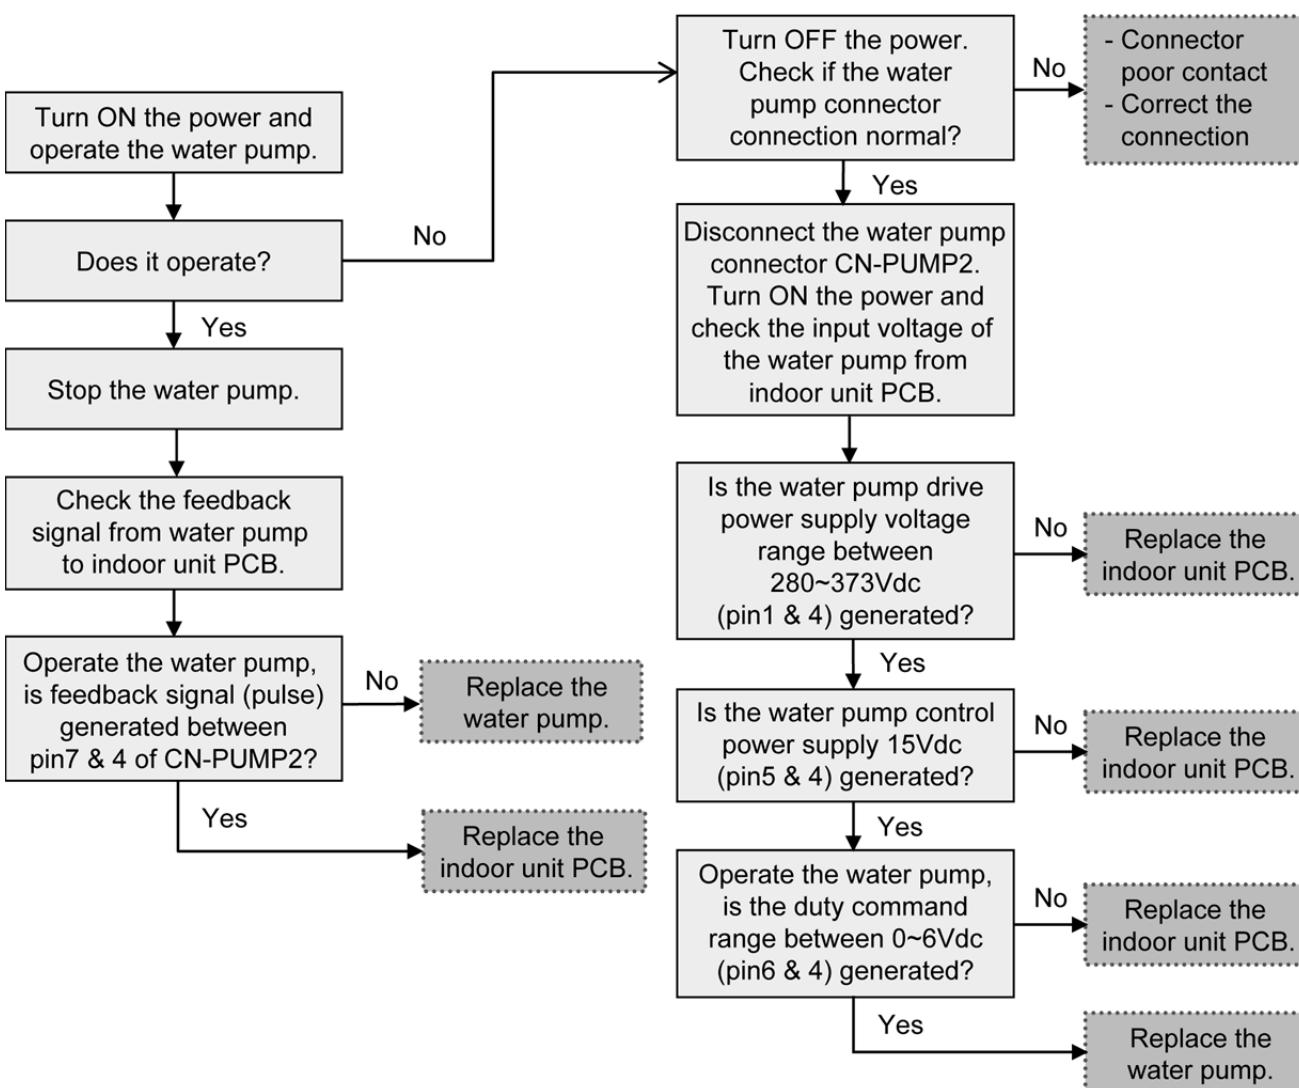 Turn ON the power and
operate the water pump.
Does it operate?
No
Yes
Stop the water pump.
Check the feedback
signal from water pump
to indoor unit PCB.
Operate the water pump,
is feedback signal (pulse)
generated between
pin7 & 4 of CN-PUMP2?
No
Replace the
water pump.
Yes
Replace the
indoor unit PCB.
Turn OFF the power.
Check if the water
pump connector
connection normal?
No
- Connector
poor contact
- Correct the
connection
Yes
Disconnect the water pump
connector CN-PUMP2.
Turn ON the power and
check the input voltage of
the water pump from
indoor unit PCB.
Is the water pump drive
power supply voltage
range between
280~373Vdc
(pin1 & 4) generated?
No
Replace the
indoor unit PCB.
Yes
Is the water pump control
power supply 15Vdc
(pin5 & 4) generated?
No
Replace the
indoor unit PCB.
Yes
Operate the water pump,
is the duty command
range between 0~6Vdc
(pin6 & 4) generated?
No
Replace the
indoor unit PCB.
Yes
Replace the
water pump.